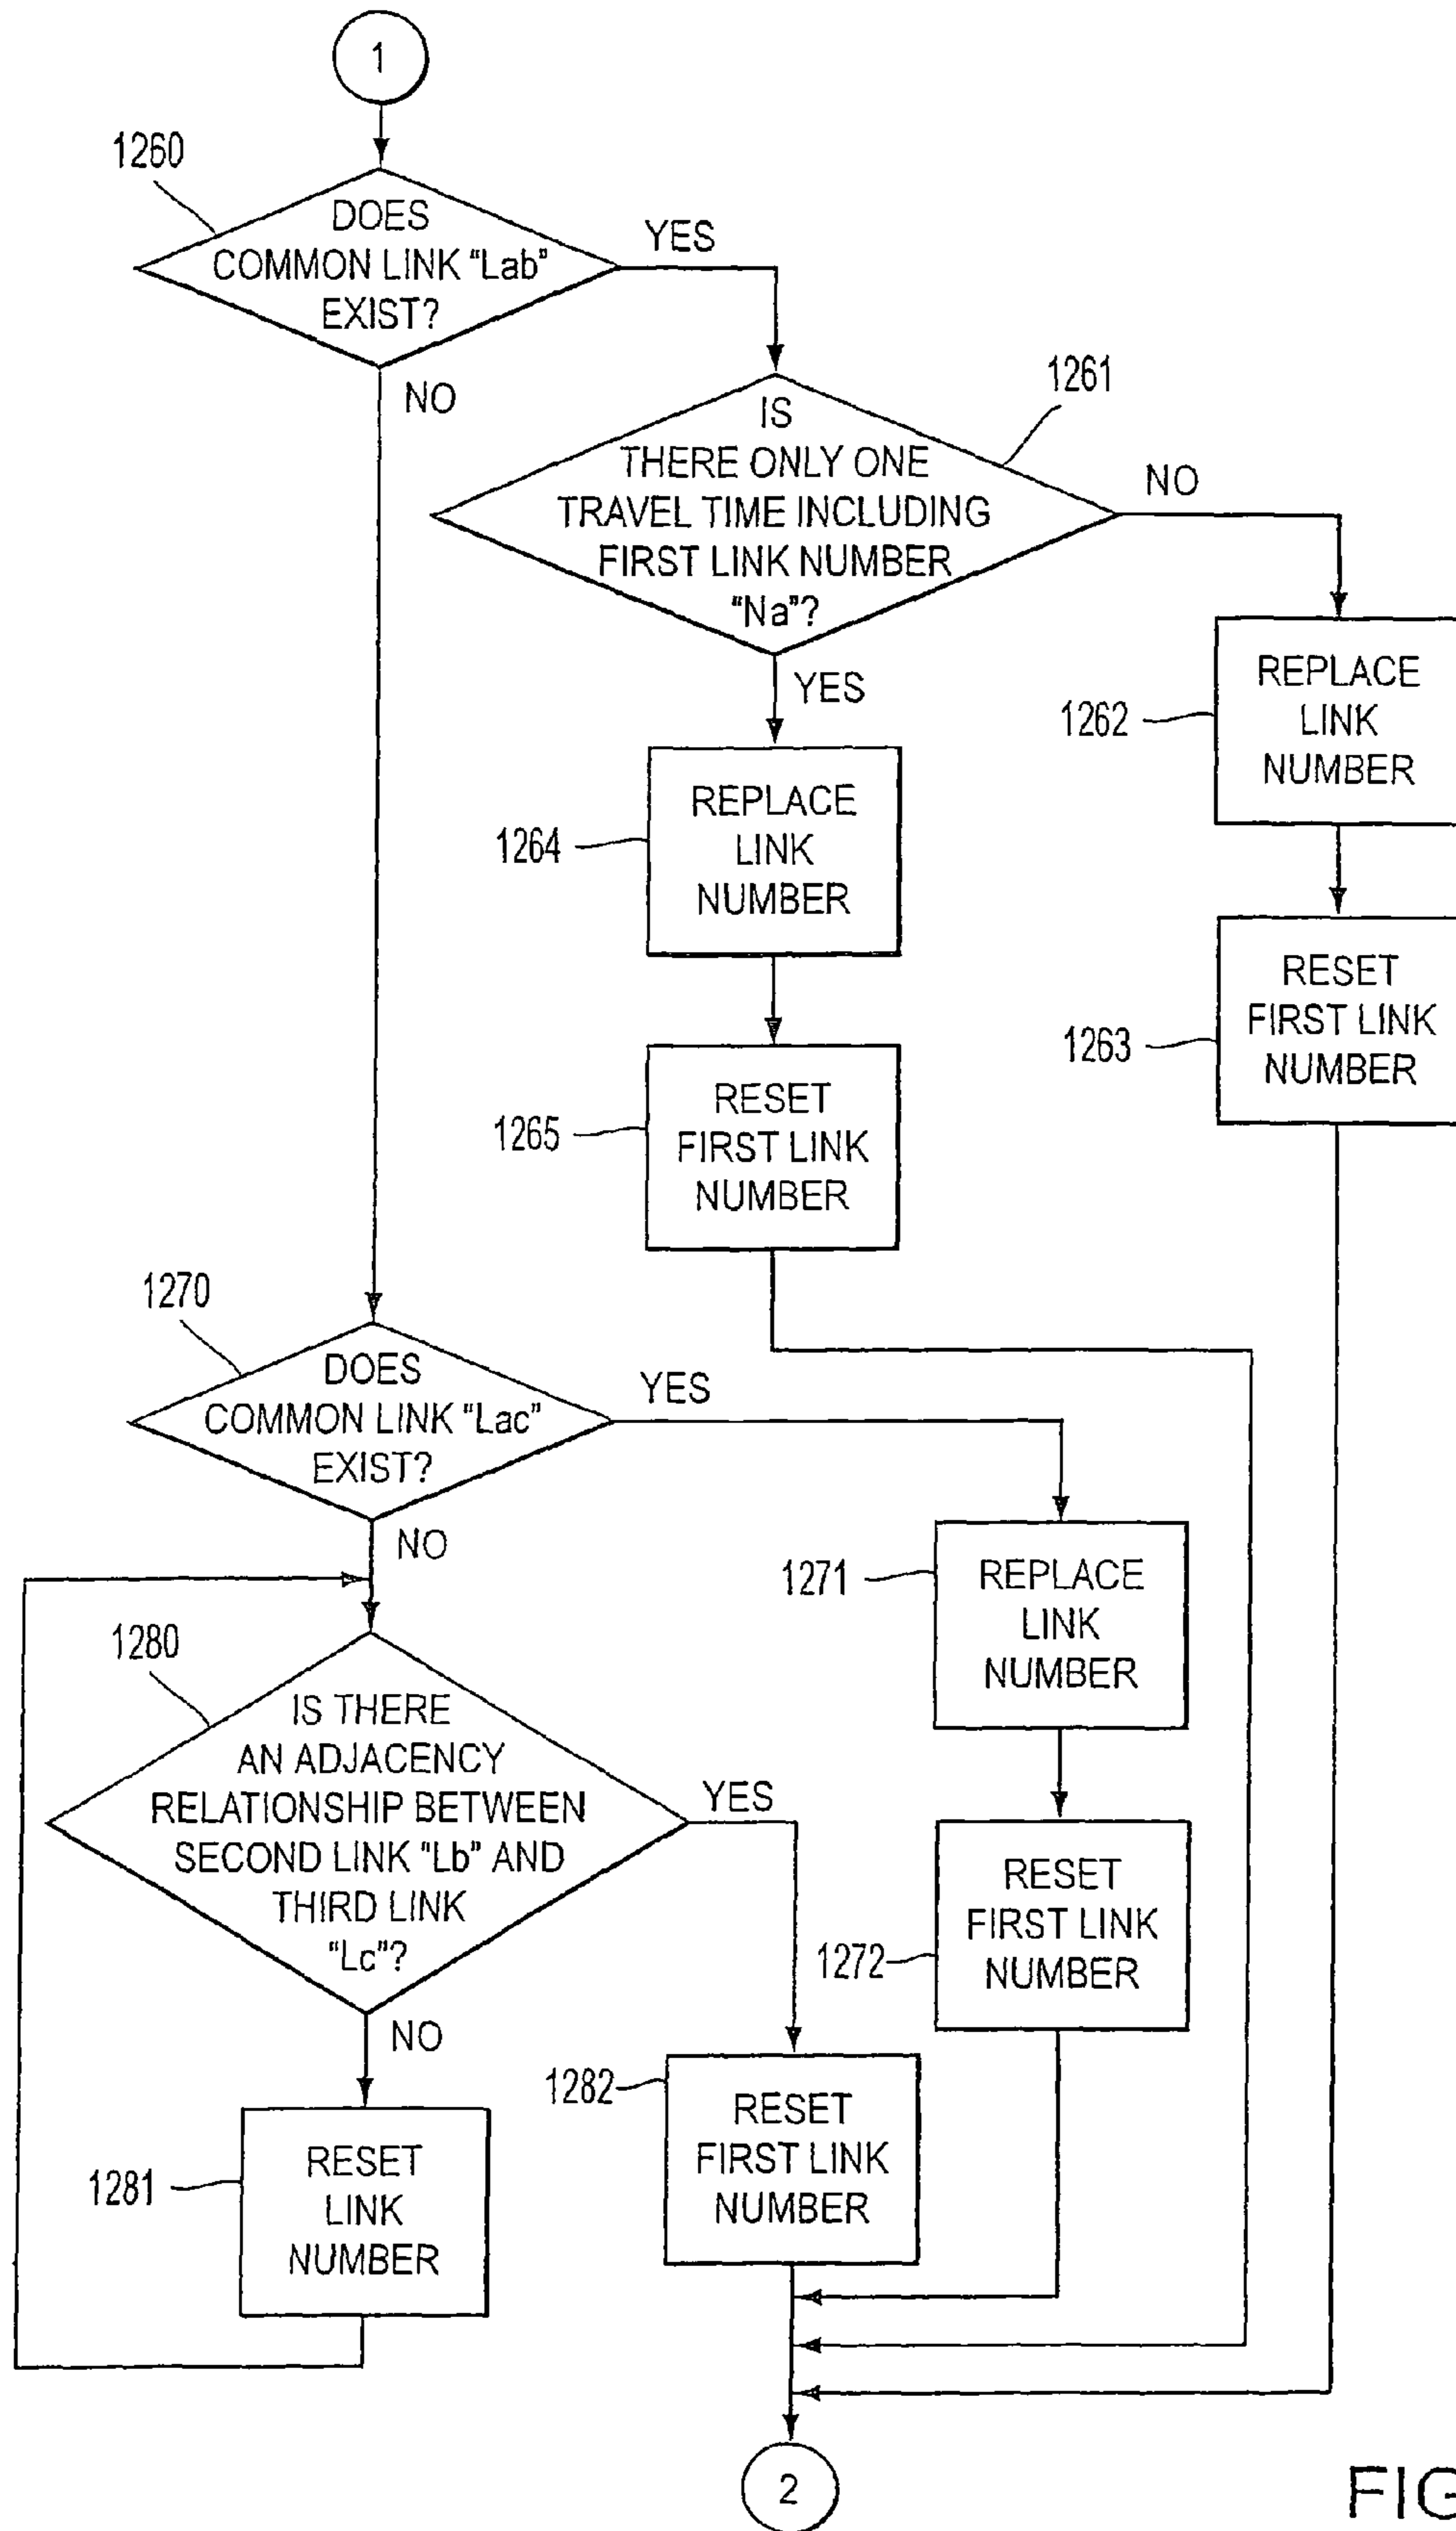 1
1260
DOES
COMMON LINK "Lab"
EXIST?
YES
NO
1261
IS
THERE ONLY ONE
TRAVEL TIME INCLUDING
FIRST LINK NUMBER
"Na"?
NO
YES
1262
REPLACE
LINK
NUMBER
1264
REPLACE
LINK
NUMBER
1263
RESET
FIRST LINK
NUMBER
1265
RESET
FIRST LINK
NUMBER
1270
DOES
COMMON LINK "Lac"
EXIST?
YES
NO
1271
REPLACE
LINK
NUMBER
1280
IS THERE
AN ADJACENCY
RELATIONSHIP BETWEEN
SECOND LINK "Lb" AND
THIRD LINK
"Lc"?
YES
NO
1272
RESET
FIRST LINK
NUMBER
1282
RESET
FIRST LINK
NUMBER
1281
RESET
LINK
NUMBER
2
FIG